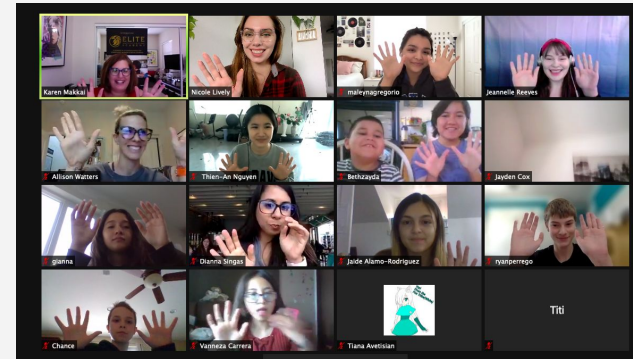 ELITE
Karen Makkai
Nicole Lively
maleynagregorio
Jeannelle Reeves
Allison Watters
Thien-An Nguyen
Bethzayda
Jayden Cox
gianna
Dianna Singas
Jaide Alamo-Rodriguez
ryanperrego
Chance
Vanneza Carrera
Tiana Avetisian
Titi